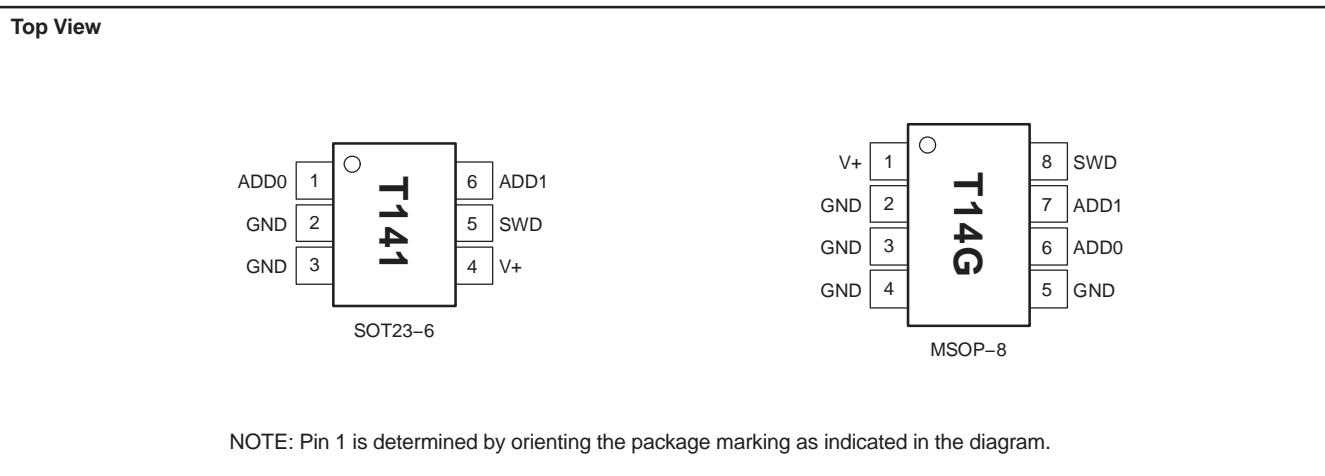 Top View
ADD0 1 6 ADD1
GND 2 5 SWD
GND 3 4 V+
T141
SOT23−6
V+ 1 8 SWD
GND 2 7 ADD1
GND 3 6 ADD0
GND 4 5 GND
T14G
MSOP−8
NOTE: Pin 1 is determined by orienting the package marking as indicated in the diagram.